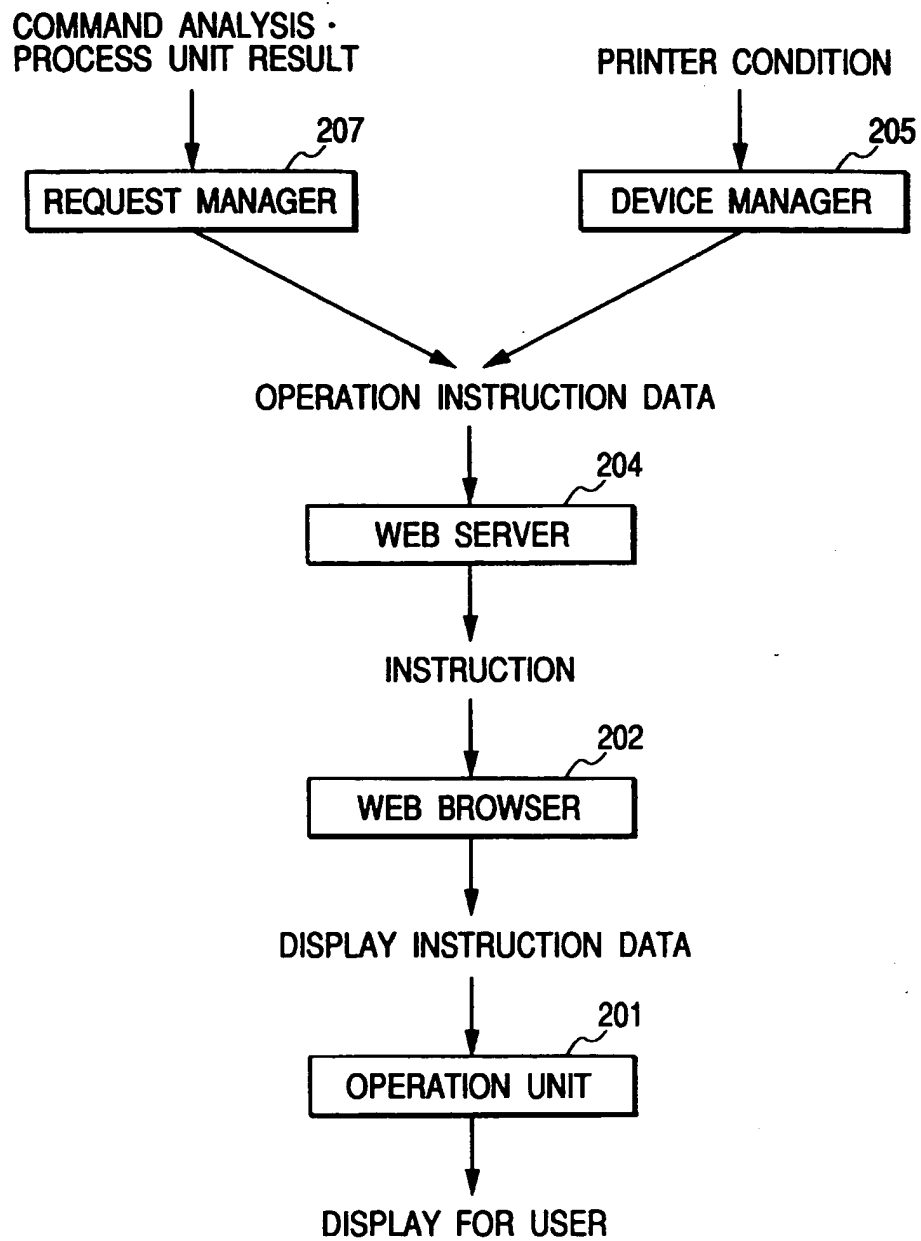 COMMAND ANALYSIS ·
PROCESS UNIT RESULT
PRINTER CONDITION
207
205
REQUEST MANAGER
DEVICE MANAGER
OPERATION INSTRUCTION DATA
204
WEB SERVER
INSTRUCTION
202
WEB BROWSER
DISPLAY INSTRUCTION DATA
201
OPERATION UNIT
DISPLAY FOR USER